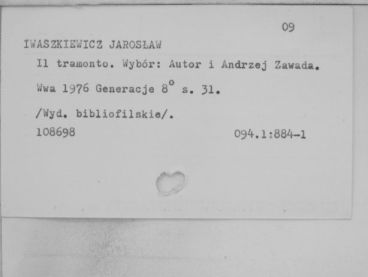 09
IWASZKIEWICZ JAROSŁAW
Il tramonto. Wybór: Autor i Andrzej Zawada.
Wwa 1976 Generacje 8° s. 31.
/Wyd. bibliofilskie/.
108698 094.1:884-1